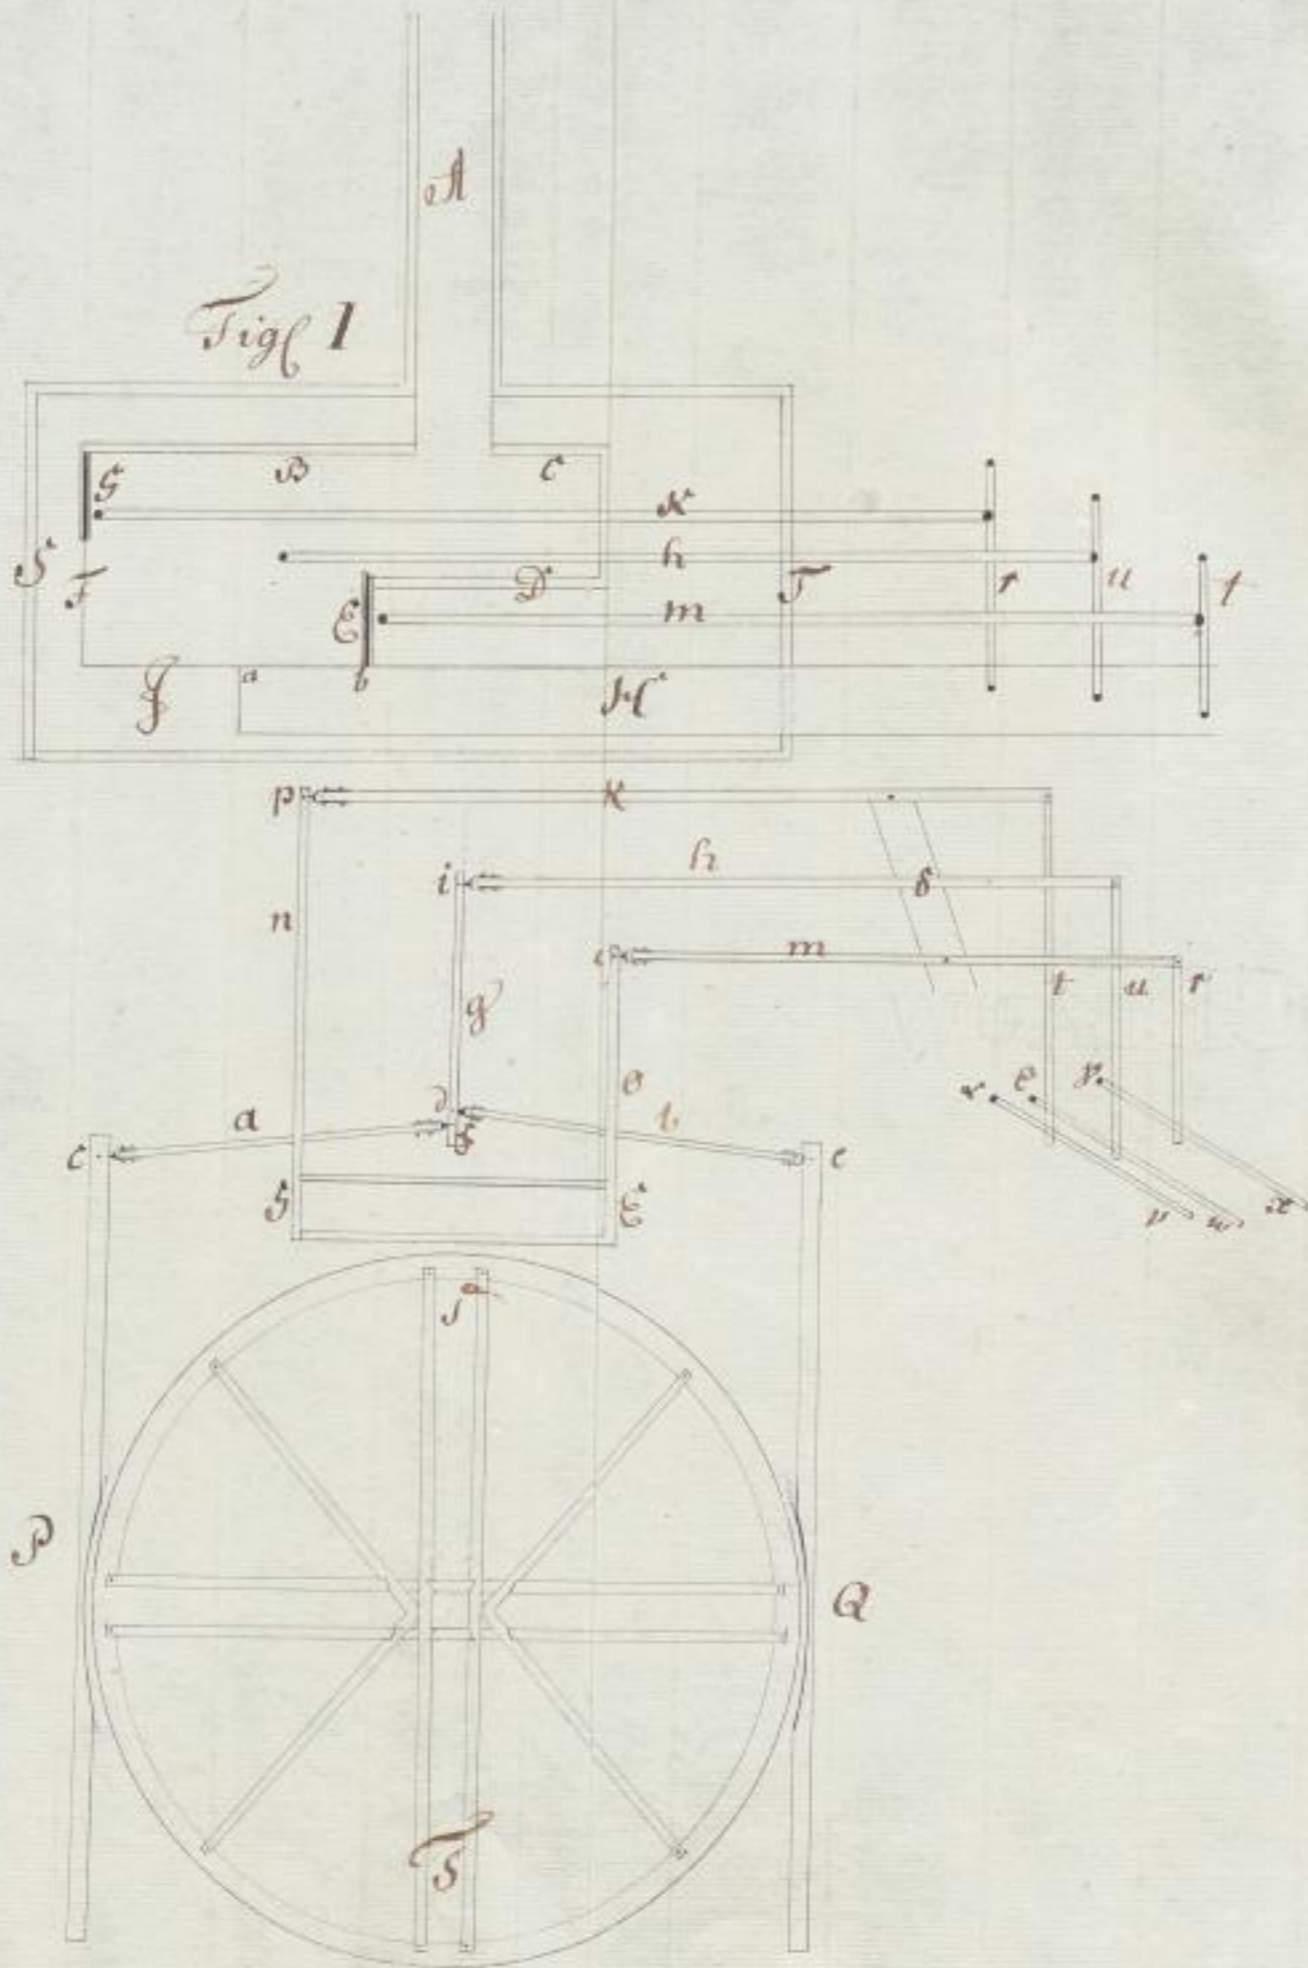 A
Fig 1
G B C K
S F h T r u t
E D m
J a b H
p K
i h δ
n c m t u r
g
α β γ
a d f o b
c e
G E v w x
S
P Q
T